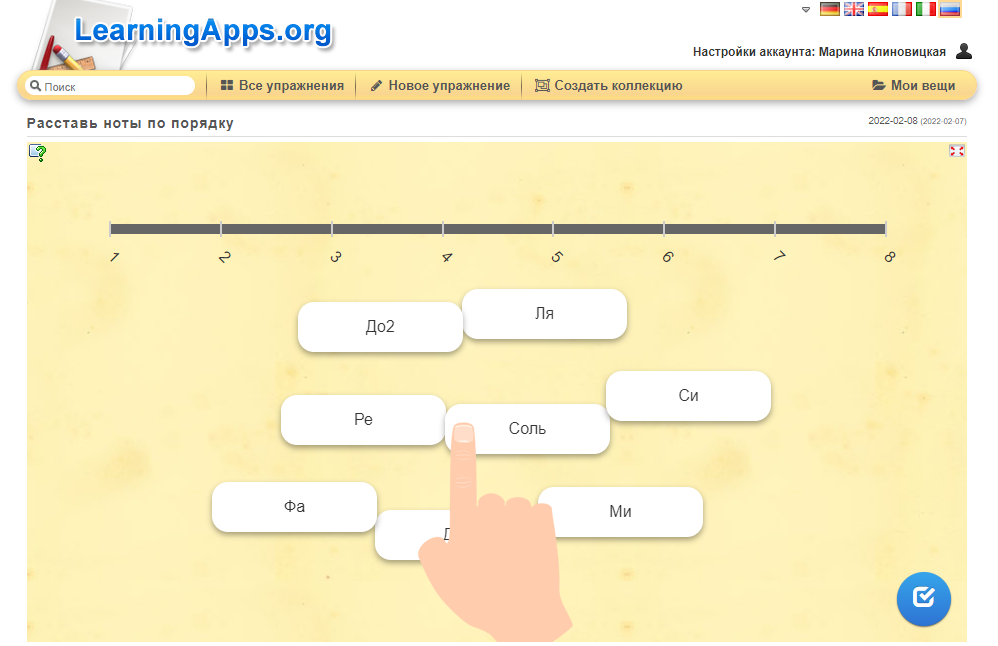 LearningApps.org
Настройки аккаунта: Марина Клиновицкая
Поиск
Все упражнения
Новое упражнение
Создать коллекцию
Мои вещи
Расставь ноты по порядку
2022-02-08 (2022-02-07)
1 2 3 4 5 6 7 8
До2
Ля
Си
Ре
Соль
Фа
Ми